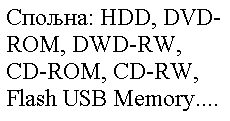 Спољна: HDD, DVD-
ROM, DWD-RW,
CD-ROM, CD-RW,
Flash USB Memory....